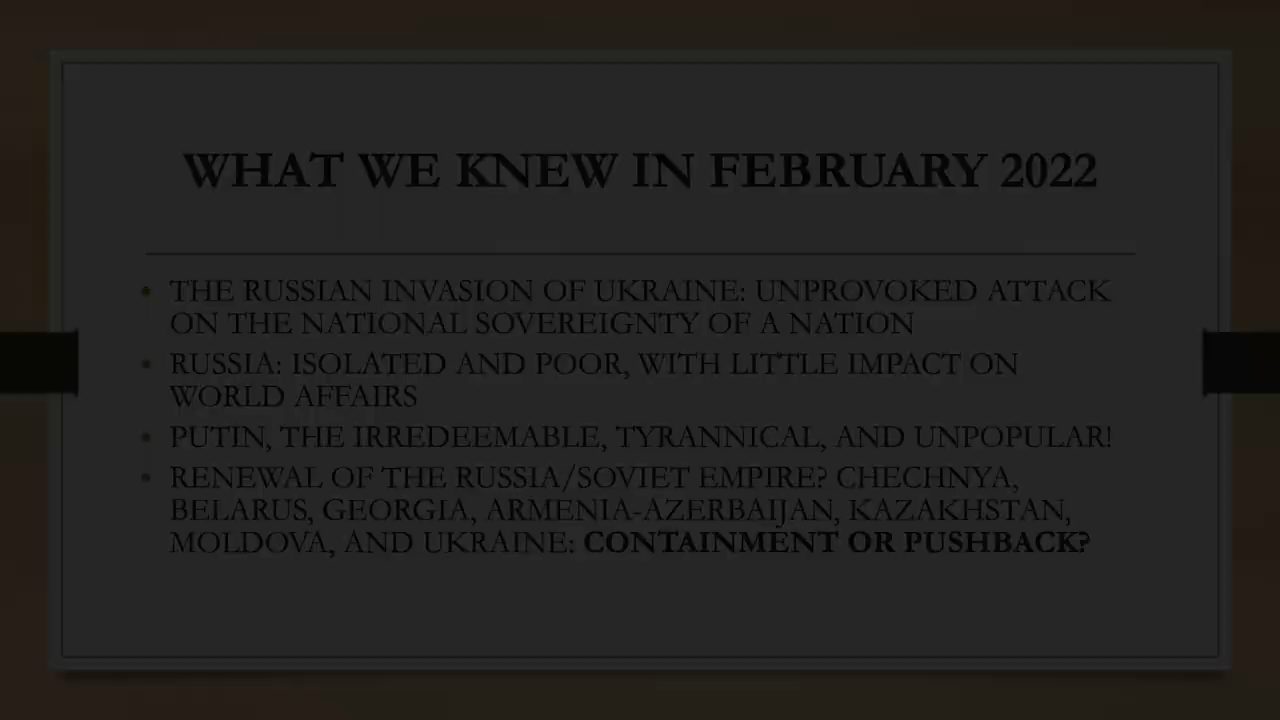 WHAT WE KNEW IN FEBRUARY 2022
• THE RUSSIAN INVASION OF UKRAINE: UNPROVOKED ATTACK
ON THE NATIONAL SOVEREIGNTY OF A NATION
• RUSSIA: ISOLATED AND POOR, WITH LITTLE IMPACT ON
WORLD AFFAIRS
• PUTIN, THE IRREDEEMABLE, TYRANNICAL, AND UNPOPULAR!
• RENEWAL OF THE RUSSIA/SOVIET EMPIRE? CHECHNYA,
BELARUS, GEORGIA, ARMENIA-AZERBAIJAN, KAZAKHSTAN,
MOLDOVA, AND UKRAINE: CONTAINMENT OR PUSHBACK?